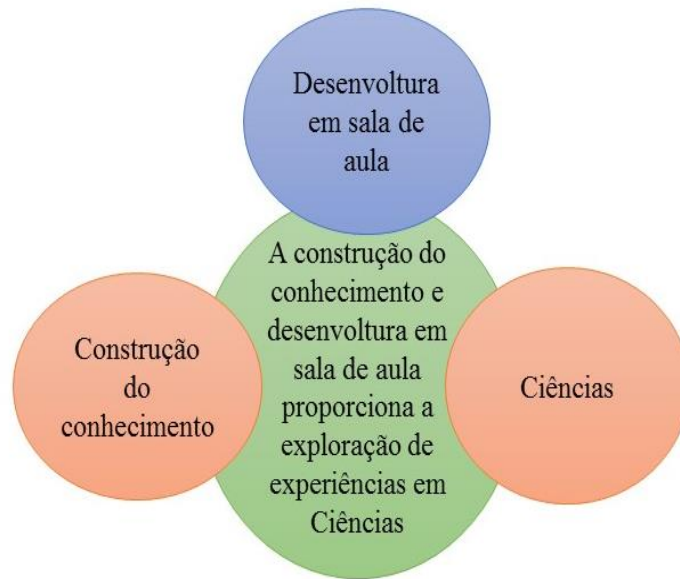 Desenvoltura
em sala de
aula
A construção do
conhecimento e
desenvoltura em
sala de aula
proporciona a
exploração de
experiências em
Ciências
Construção
do
conhecimento
Ciências